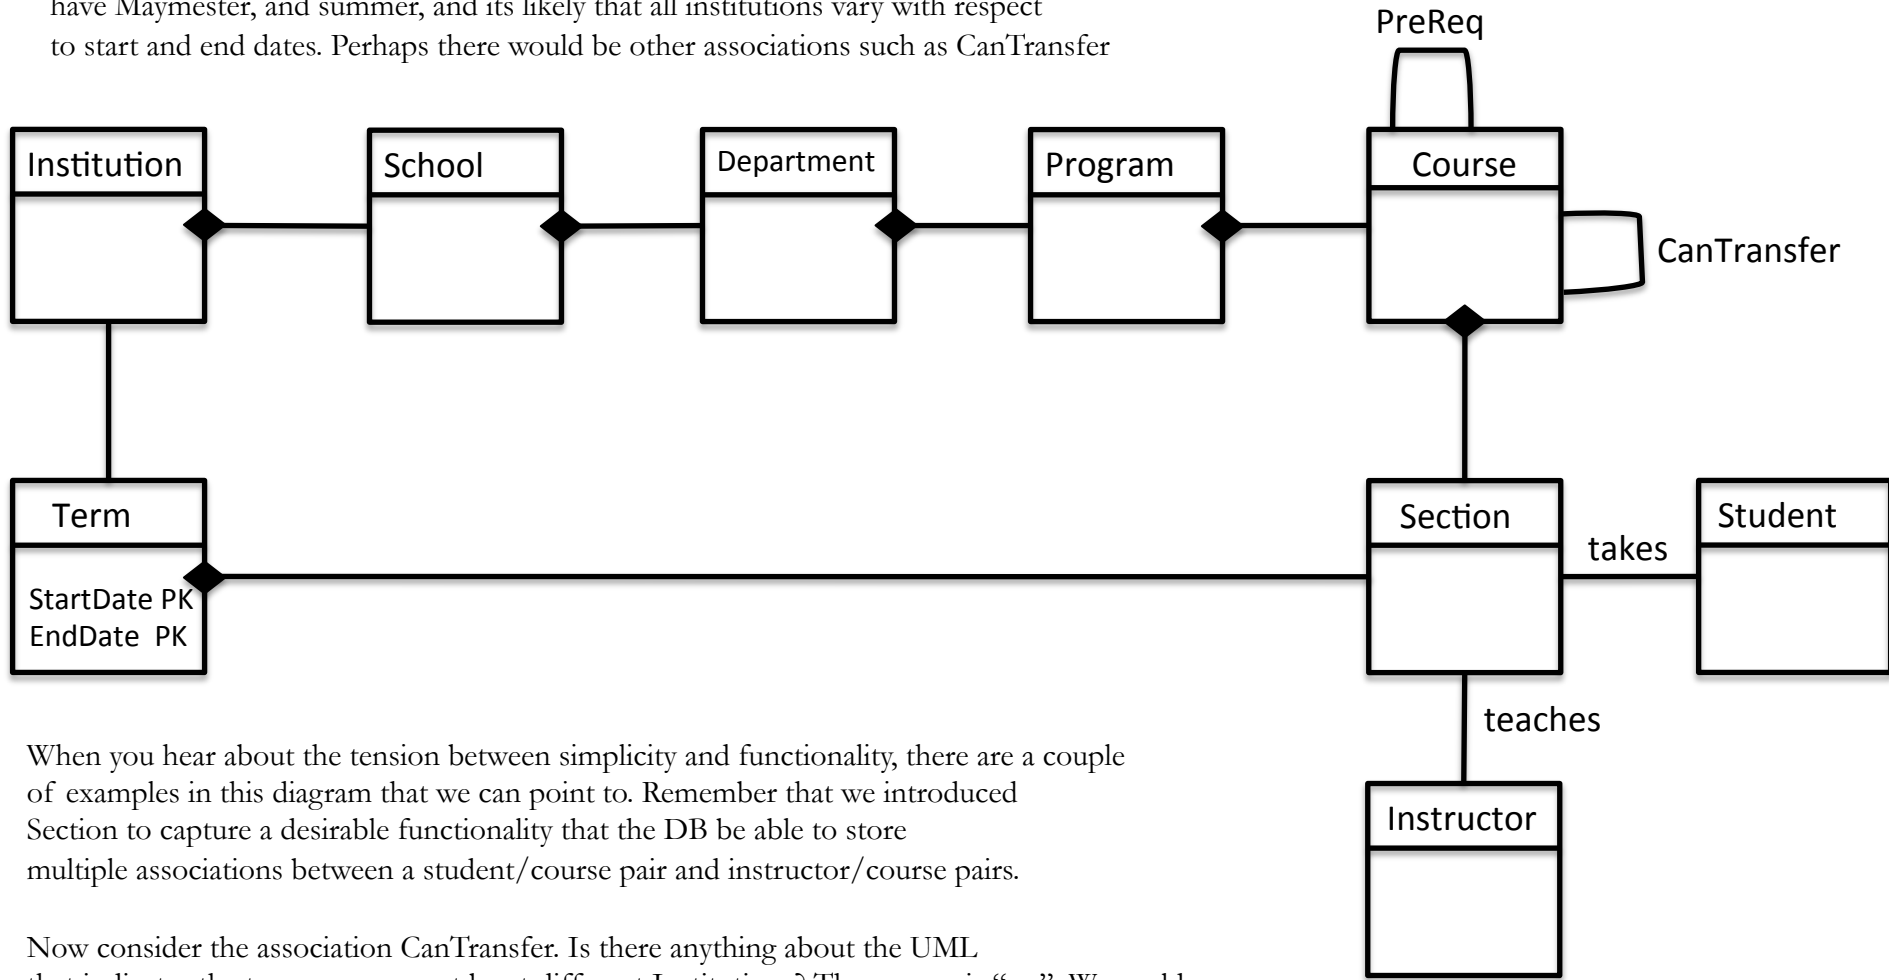 have Maymester, and summer, and its likely that all institutions vary with respect
to start and end dates. Perhaps there would be other associations such as CanTransfer
PreReq
Institution
School
Department
Program
Course
CanTransfer
Term
Section
Student
takes
StartDate PK
EndDate PK
teaches
When you hear about the tension between simplicity and functionality, there are a couple
of examples in this diagram that we can point to. Remember that we introduced
Section to capture a desirable functionality that the DB be able to store
multiple associations between a student/course pair and instructor/course pairs.
Instructor
Now consider the association CanTransfer. Is there anything about the UML